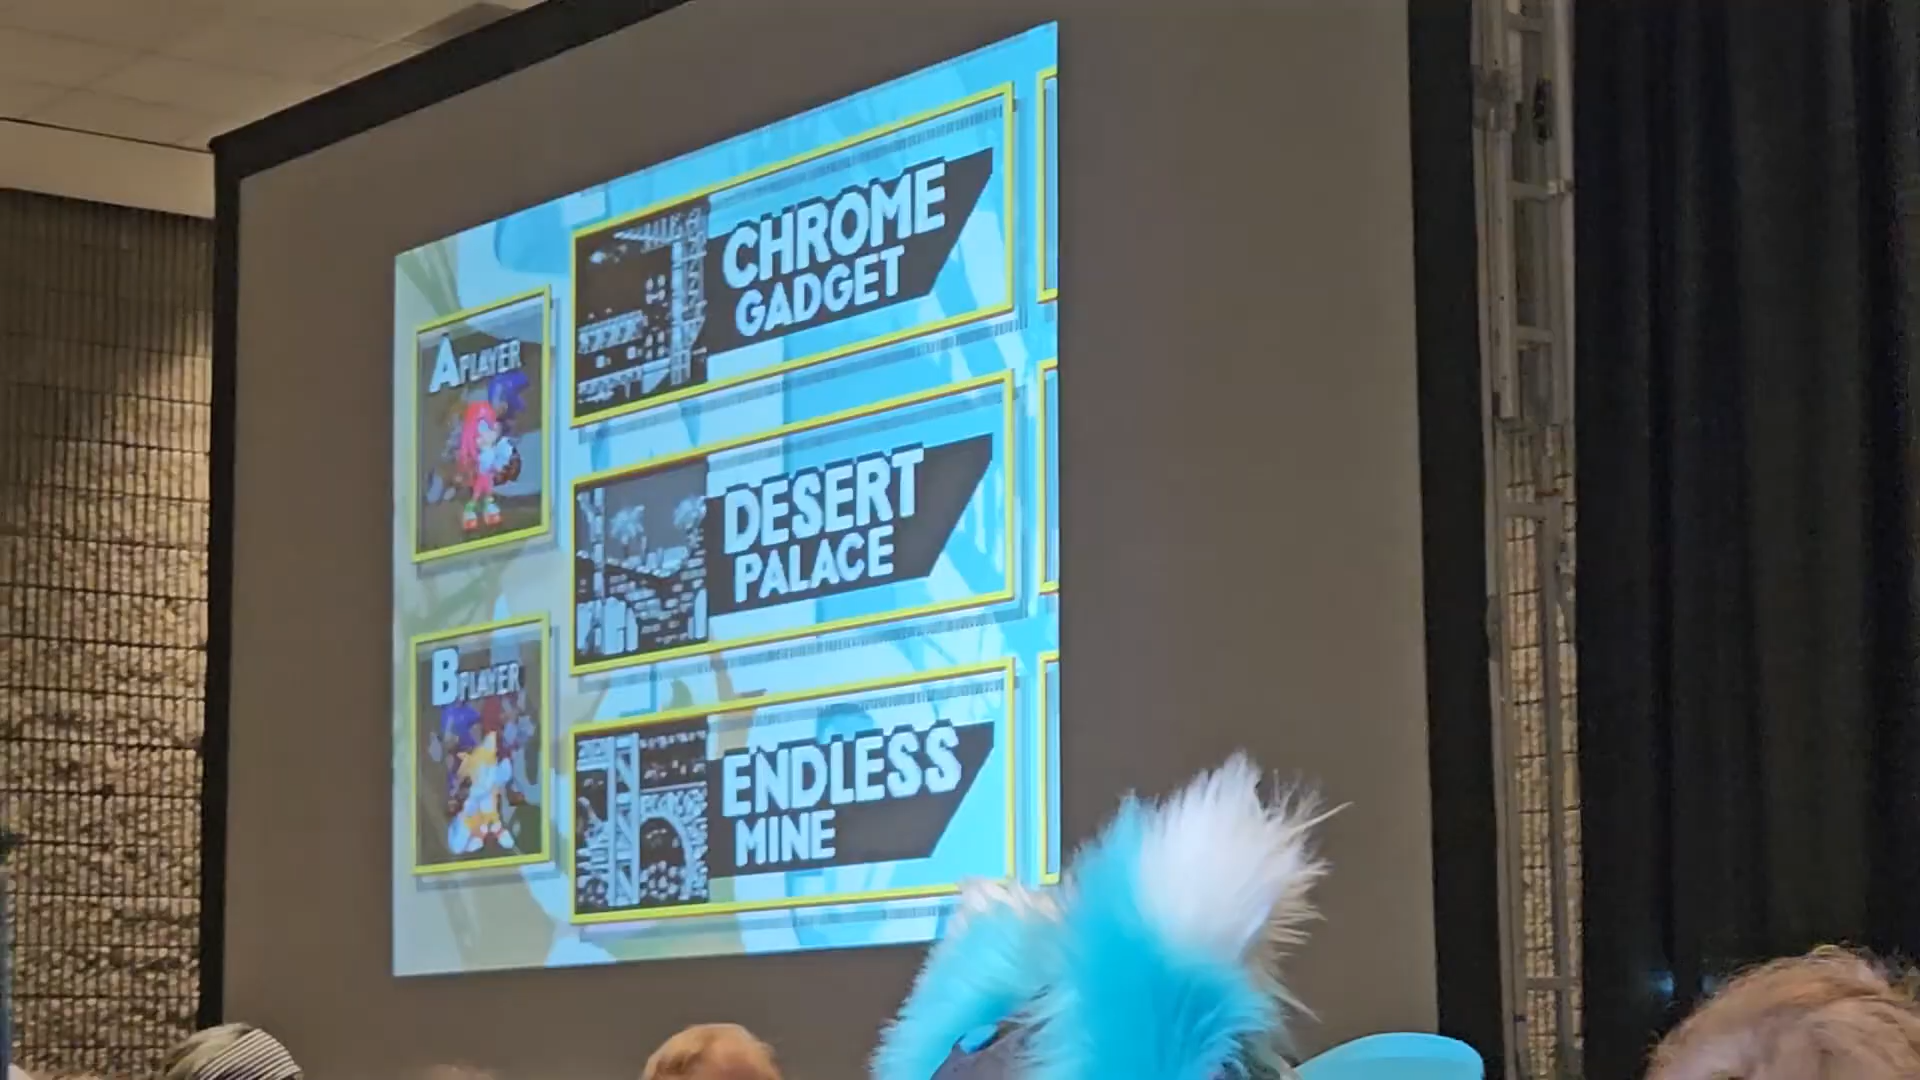 CHROME
GADGET
A PLAYER
DESERT
PALACE
B PLAYER
ENDLESS
MINE